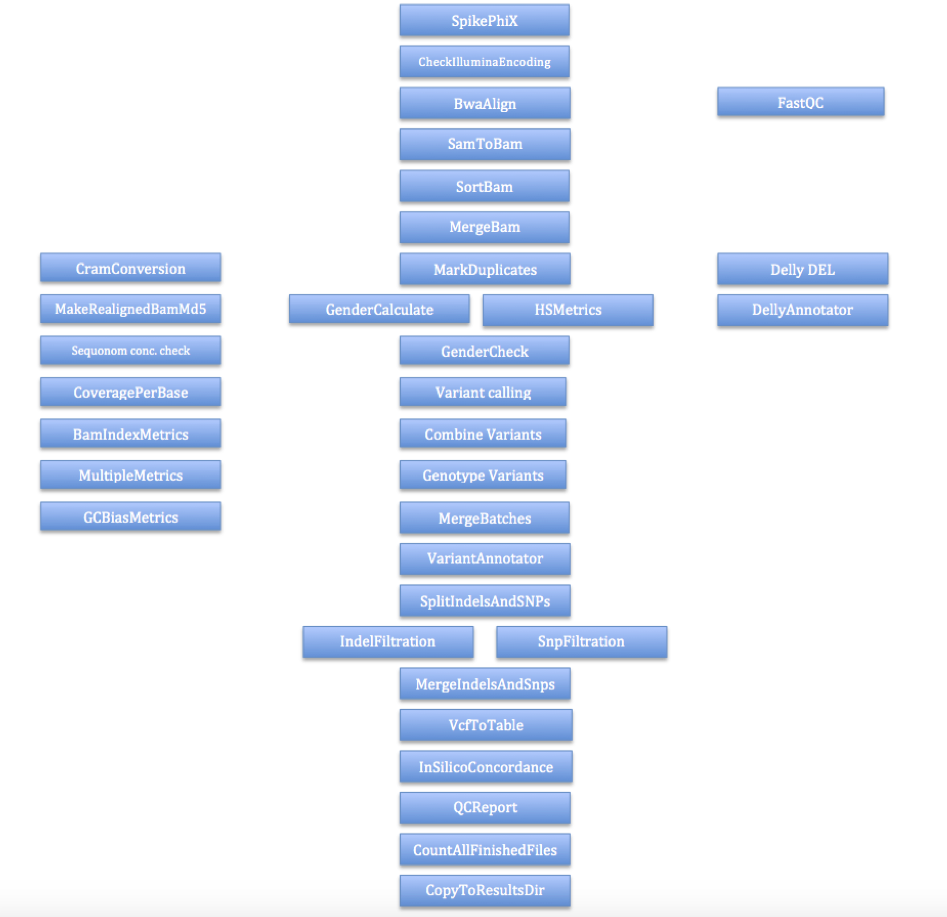 SpikePhiX
CheckIlluminaEncoding
BwaAlign
FastQC
SamToBam
SortBam
MergeBam
CramConversion
MarkDuplicates
Delly DEL
MakeRealignedBamMd5
GenderCalculate
HSMetrics
DellyAnnotator
Sequonom conc. check
GenderCheck
CoveragePerBase
Variant calling
BamIndexMetrics
Combine Variants
MultipleMetrics
Genotype Variants
GCBiasMetrics
MergeBatches
VariantAnnotator
SplitIndelsAndSNPs
IndelFiltration
SnpFiltration
MergeIndelsAndSnps
VcfToTable
InSilicoConcordance
QCReport
CountAllFinishedFiles
CopyToResultsDir